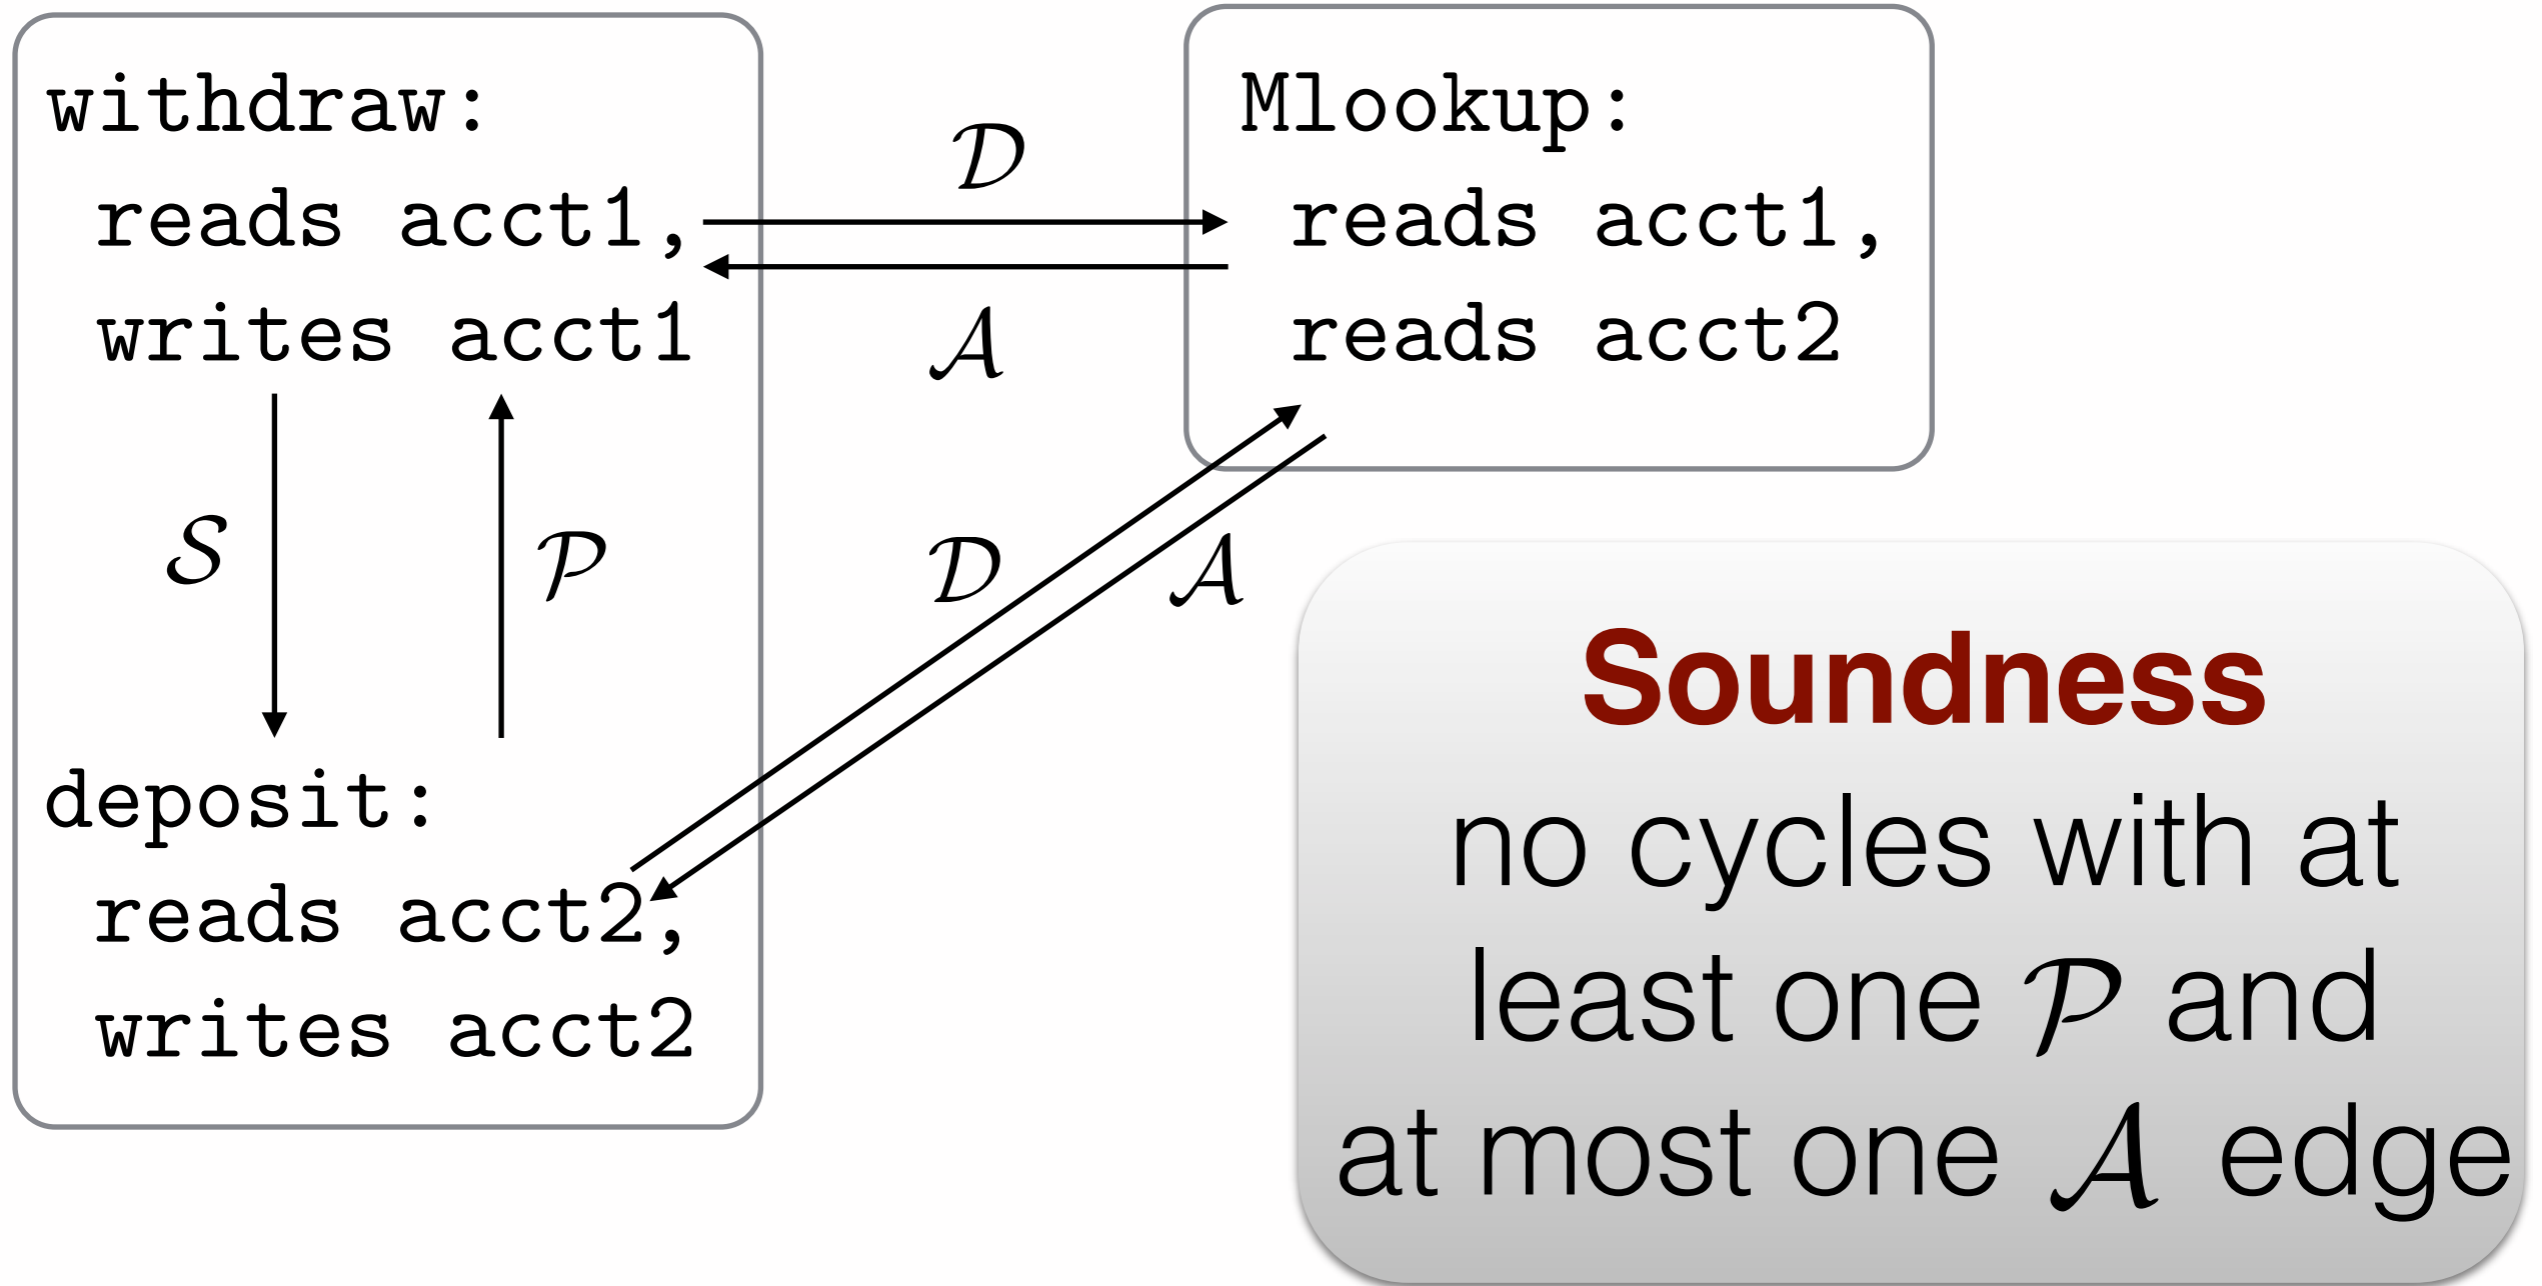 withdraw:
reads acct1,
writes acct1
𝒮
𝒫
deposit:
reads acct2,
writes acct2
𝒟
𝒜
𝒟
𝒜
Mlookup:
reads acct1,
reads acct2
Soundness
no cycles with at
least one 𝒫 and
at most one 𝒜 edge